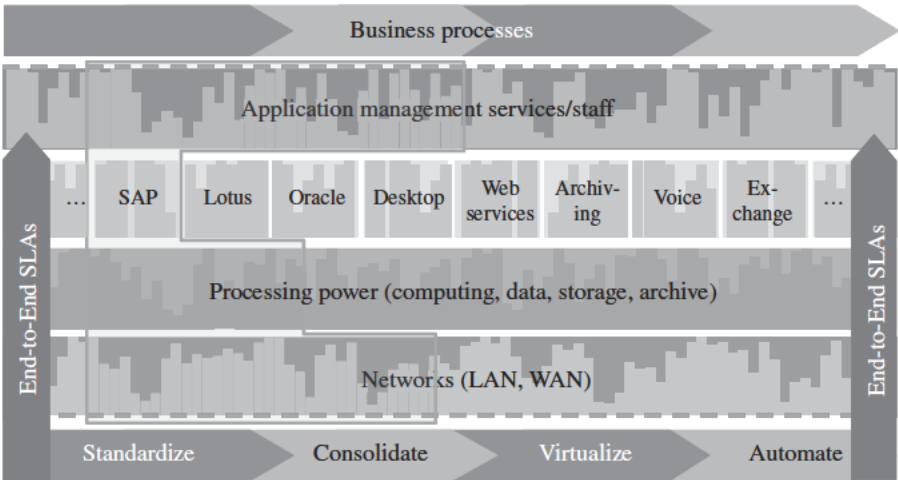 Business processes
Application management services/staff
... SAP Lotus Oracle Desktop Web services Archiv-ing Voice Ex-change ...
Processing power (computing, data, storage, archive)
Networks (LAN, WAN)
End-to-End SLAs
End-to-End SLAs
Standardize Consolidate Virtualize Automate